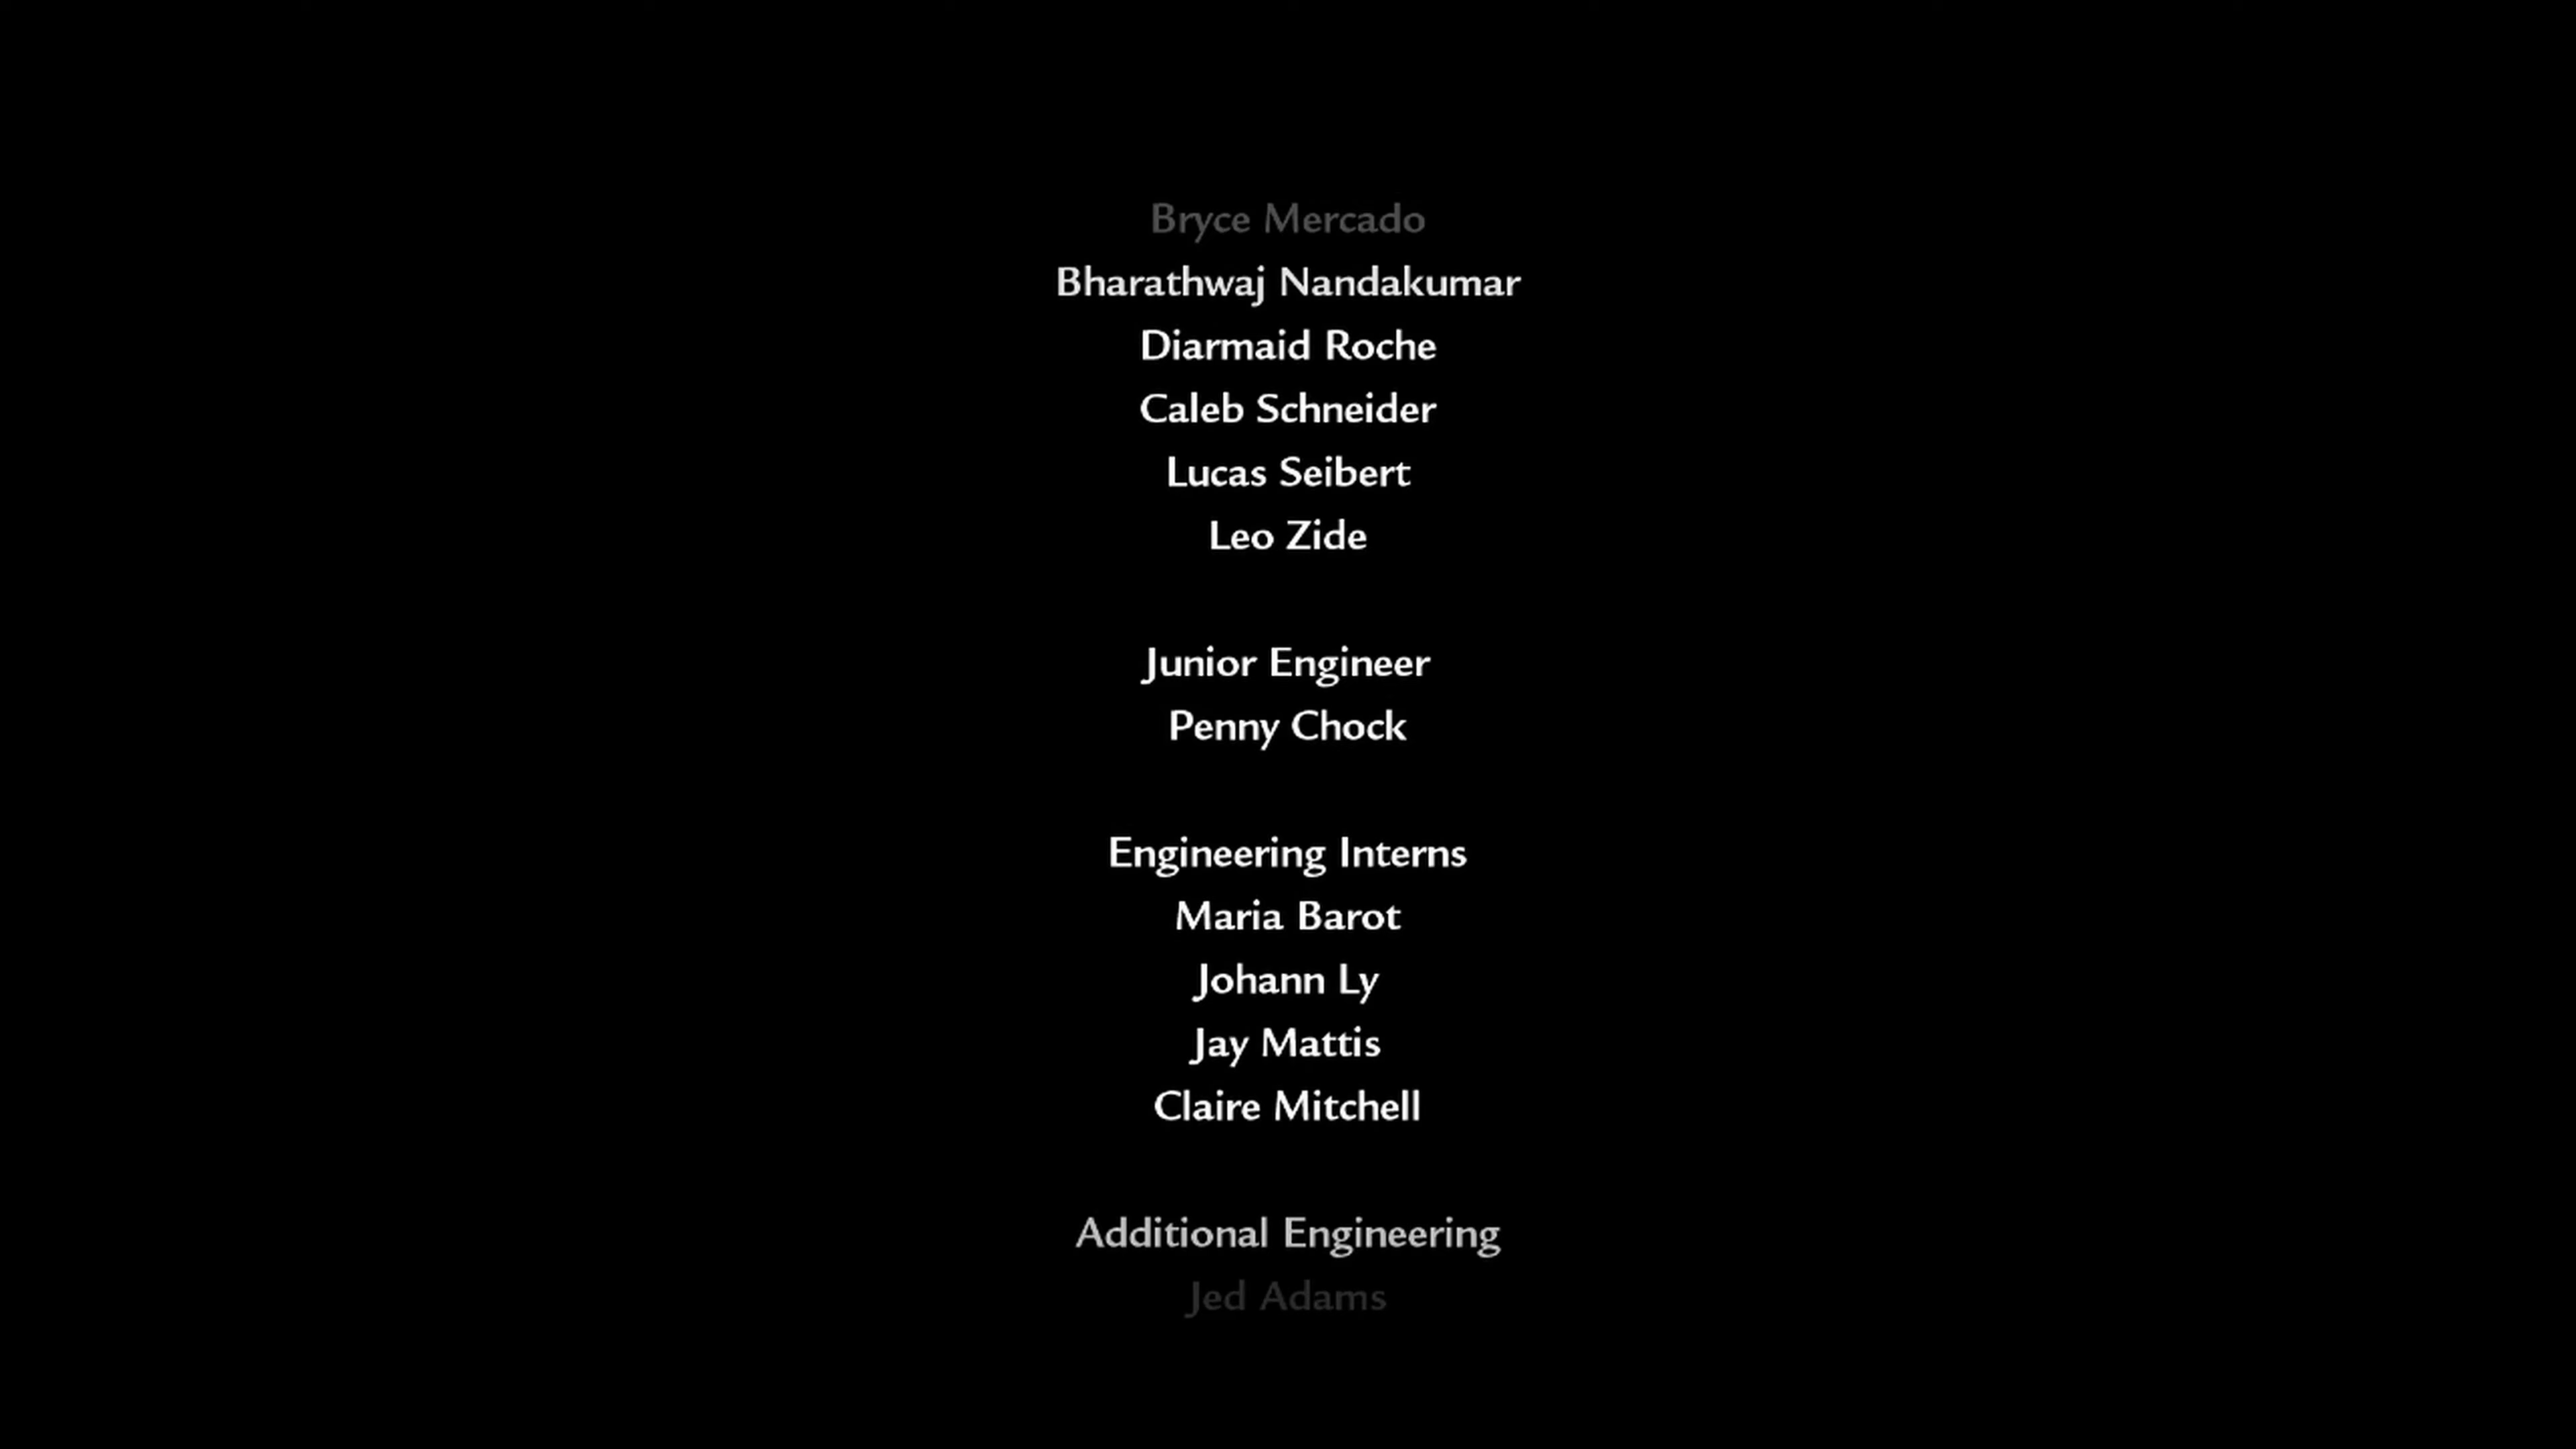 Bryce Mercado
Bharathwaj Nandakumar
Diarmaid Roche
Caleb Schneider
Lucas Seibert
Leo Zide
Junior Engineer
Penny Chock
Engineering Interns
Maria Barot
Johann Ly
Jay Mattis
Claire Mitchell
Additional Engineering
Jed Adams